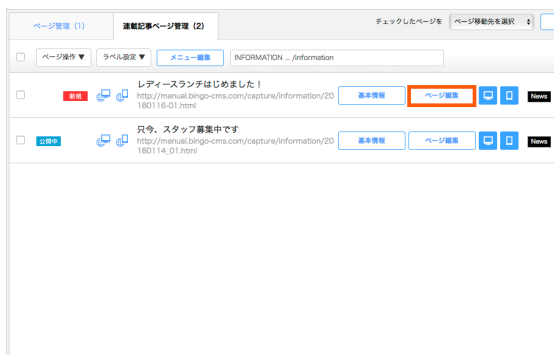 ページ管理（1）
連載記事ページ管理（2）
チェックしたページを
ページ移動先を選択
ページ操作 ▼
ラベル設定 ▼
メニュー編集
INFORMATION ... /information
新規
レディースランチはじめました！
http://manual.bingo-cms.com/capture/information/20
180116-01.html
基本情報
ページ編集
News
公開中
只今、スタッフ募集中です
http://manual.bingo-cms.com/capture/information/20
180114_01.html
基本情報
ページ編集
News